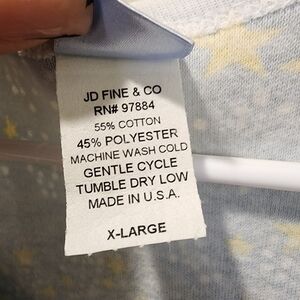 JD FINE & CO
RN# 97884
55% COTTON
45% POLYESTER
MACHINE WASH COLD
GENTLE CYCLE
TUMBLE DRY LOW
MADE IN U.S.A.
X-LARGE